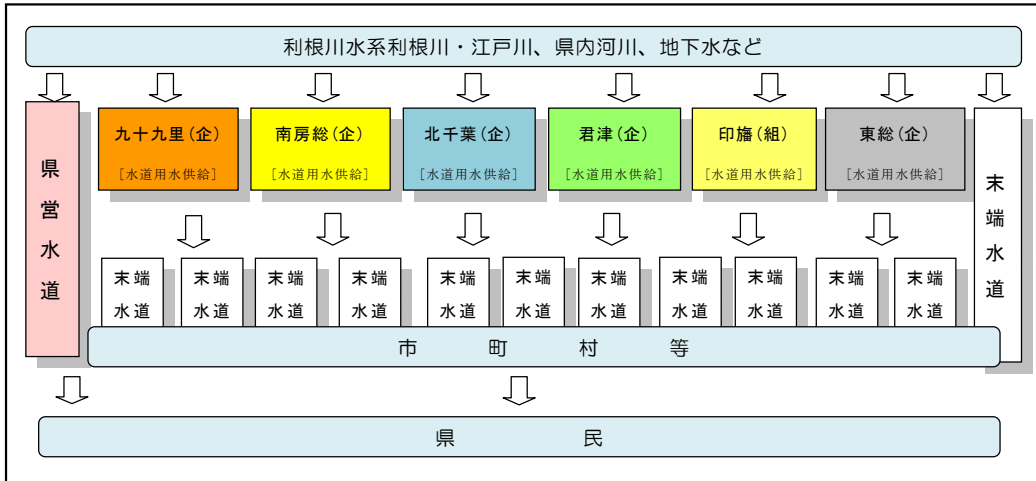 利根川水系利根川・江戸川、県内河川、地下水など
県営水道
九十九里(企)
[水道用水供給]
南房総(企)
[水道用水供給]
北千葉(企)
[水道用水供給]
君津(企)
[水道用水供給]
印旛(組)
[水道用水供給]
東総(企)
[水道用水供給]
末端水道
末端
水道
末端
水道
末端
水道
末端
水道
末端
水道
末端
水道
末端
水道
末端
水道
末端
水道
末端
水道
末端
水道
市町村等
県民